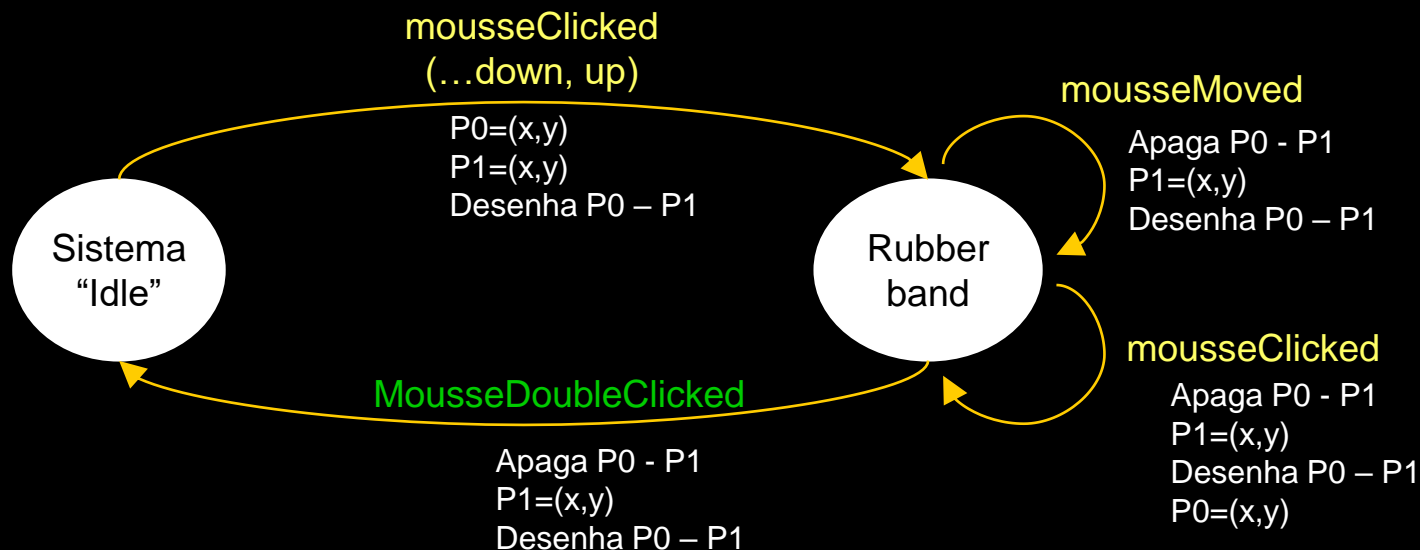 mousseClicked
(…down, up)
P0=(x,y)
P1=(x,y)
Desenha P0 – P1
mousseMoved
Apaga P0 - P1
P1=(x,y)
Desenha P0 – P1
Sistema
“Idle”
Rubber
band
mousseClicked
Apaga P0 - P1
P1=(x,y)
Desenha P0 – P1
P0=(x,y)
MousseDoubleClicked
Apaga P0 - P1
P1=(x,y)
Desenha P0 – P1